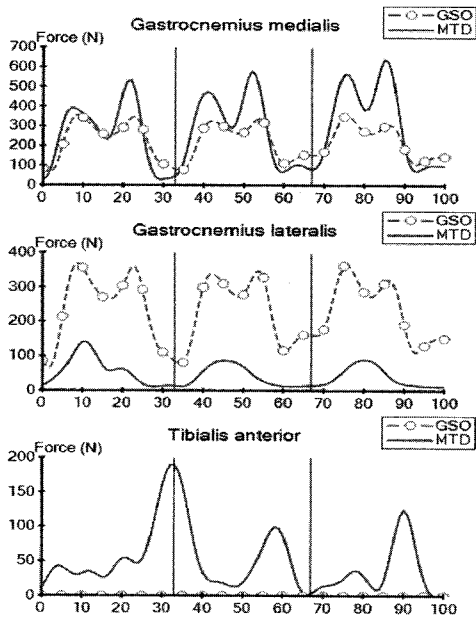 Gastrocnemius medialis
GSO
MTD
Force (N)
700
600
500
400
300
200
100
0
0 10 20 30 40 50 60 70 80 90 100
Gastrocnemius lateralis
GSO
MTD
Force (N)
400
300
200
100
0
0 10 20 30 40 50 60 70 80 90 100
Tibialis anterior
GSO
MTD
Force (N)
200
150
100
50
0
0 10 20 30 40 50 60 70 80 90 100